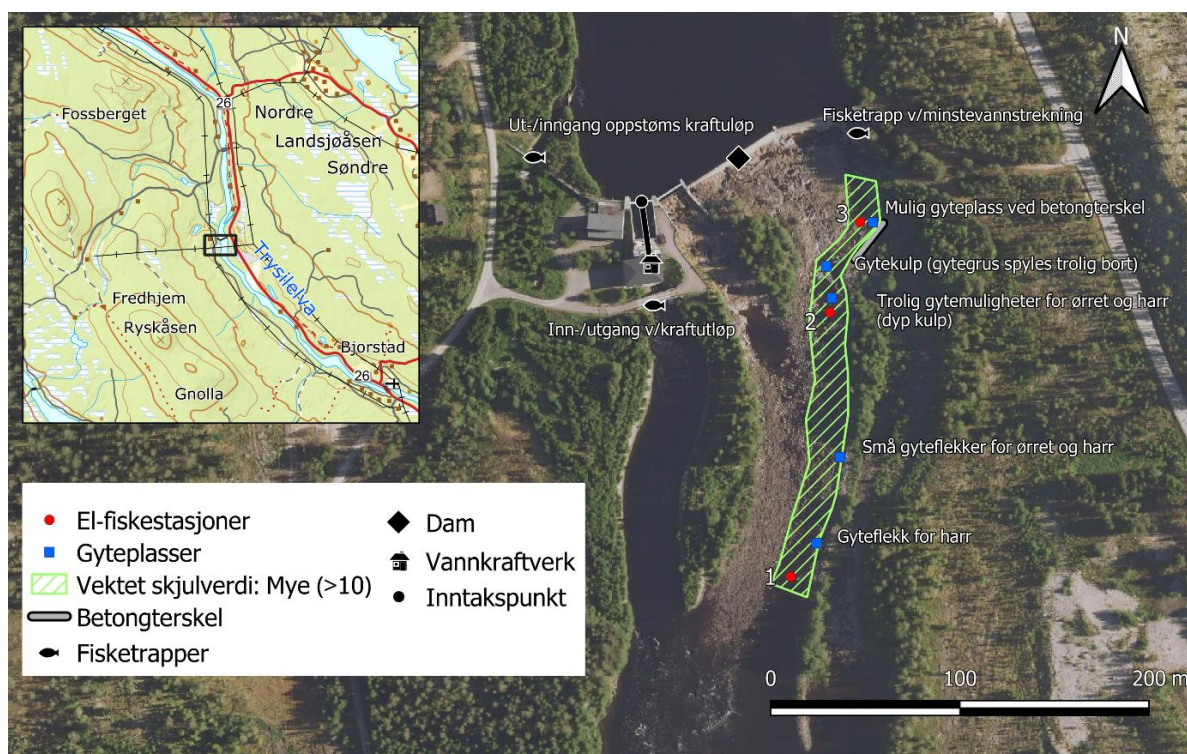 Fossberget
26
Nordre
Landsjøåsen
Søndre
Trysilelva
Fredhjem
Ryskåsen
Bjorstad
26
Gnolla
N
Ut-/inngang oppstøms kraftuløp
Fisketrapp v/minstevannstrekning
3
Mulig gyteplass ved betongterskel
Gytekulp (gytegrus spyles trolig bort)
Trolig gytemuligheter for ørret og harr
(dyp kulp)
2
Inn-/utgang v/kraftutløp
Små gyteflekker for ørret og harr
Gyteflekk for harr
1
El-fiskestasjoner
Gyteplasser
Vektet skjulverdi: Mye (>10)
Betongterskel
Fisketrapper
Dam
Vannkraftverk
Inntakspunkt
0 100 200 m